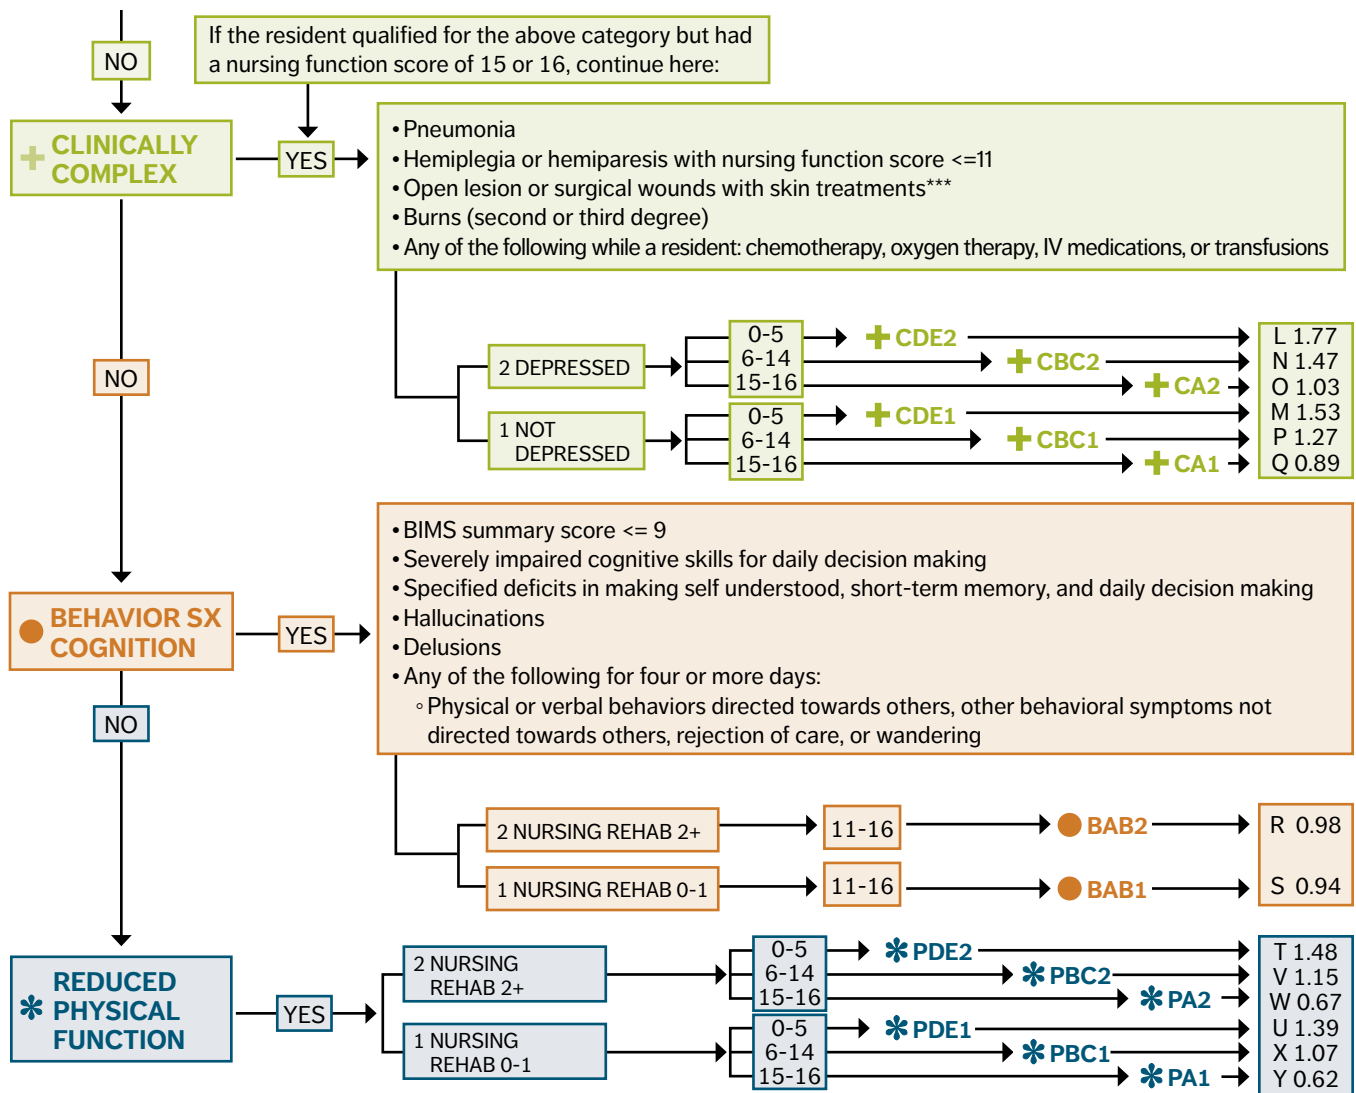 NO
If the resident qualified for the above category but had
a nursing function score of 15 or 16, continue here:
CLINICALLY
COMPLEX
YES
• Pneumonia
• Hemiplegia or hemiparesis with nursing function score <=11
• Open lesion or surgical wounds with skin treatments***
• Burns (second or third degree)
• Any of the following while a resident: chemotherapy, oxygen therapy, IV medications, or transfusions
2 DEPRESSED
0-5
6-14
15-16
CDE2
CBC2
CA2
L 1.77
N 1.47
O 1.03
1 NOT
DEPRESSED
0-5
6-14
15-16
CDE1
CBC1
CA1
M 1.53
P 1.27
Q 0.89
NO
BEHAVIOR SX
COGNITION
YES
• BIMS summary score <= 9
• Severely impaired cognitive skills for daily decision making
• Specified deficits in making self understood, short-term memory, and daily decision making
• Hallucinations
• Delusions
• Any of the following for four or more days:
◦ Physical or verbal behaviors directed towards others, other behavioral symptoms not
directed towards others, rejection of care, or wandering
2 NURSING REHAB 2+
11-16
BAB2
R 0.98
1 NURSING REHAB 0-1
11-16
BAB1
S 0.94
NO
REDUCED
PHYSICAL
FUNCTION
YES
2 NURSING
REHAB 2+
0-5
6-14
15-16
PDE2
PBC2
PA2
T 1.48
V 1.15
W 0.67
1 NURSING
REHAB 0-1
0-5
6-14
15-16
PDE1
PBC1
PA1
U 1.39
X 1.07
Y 0.62